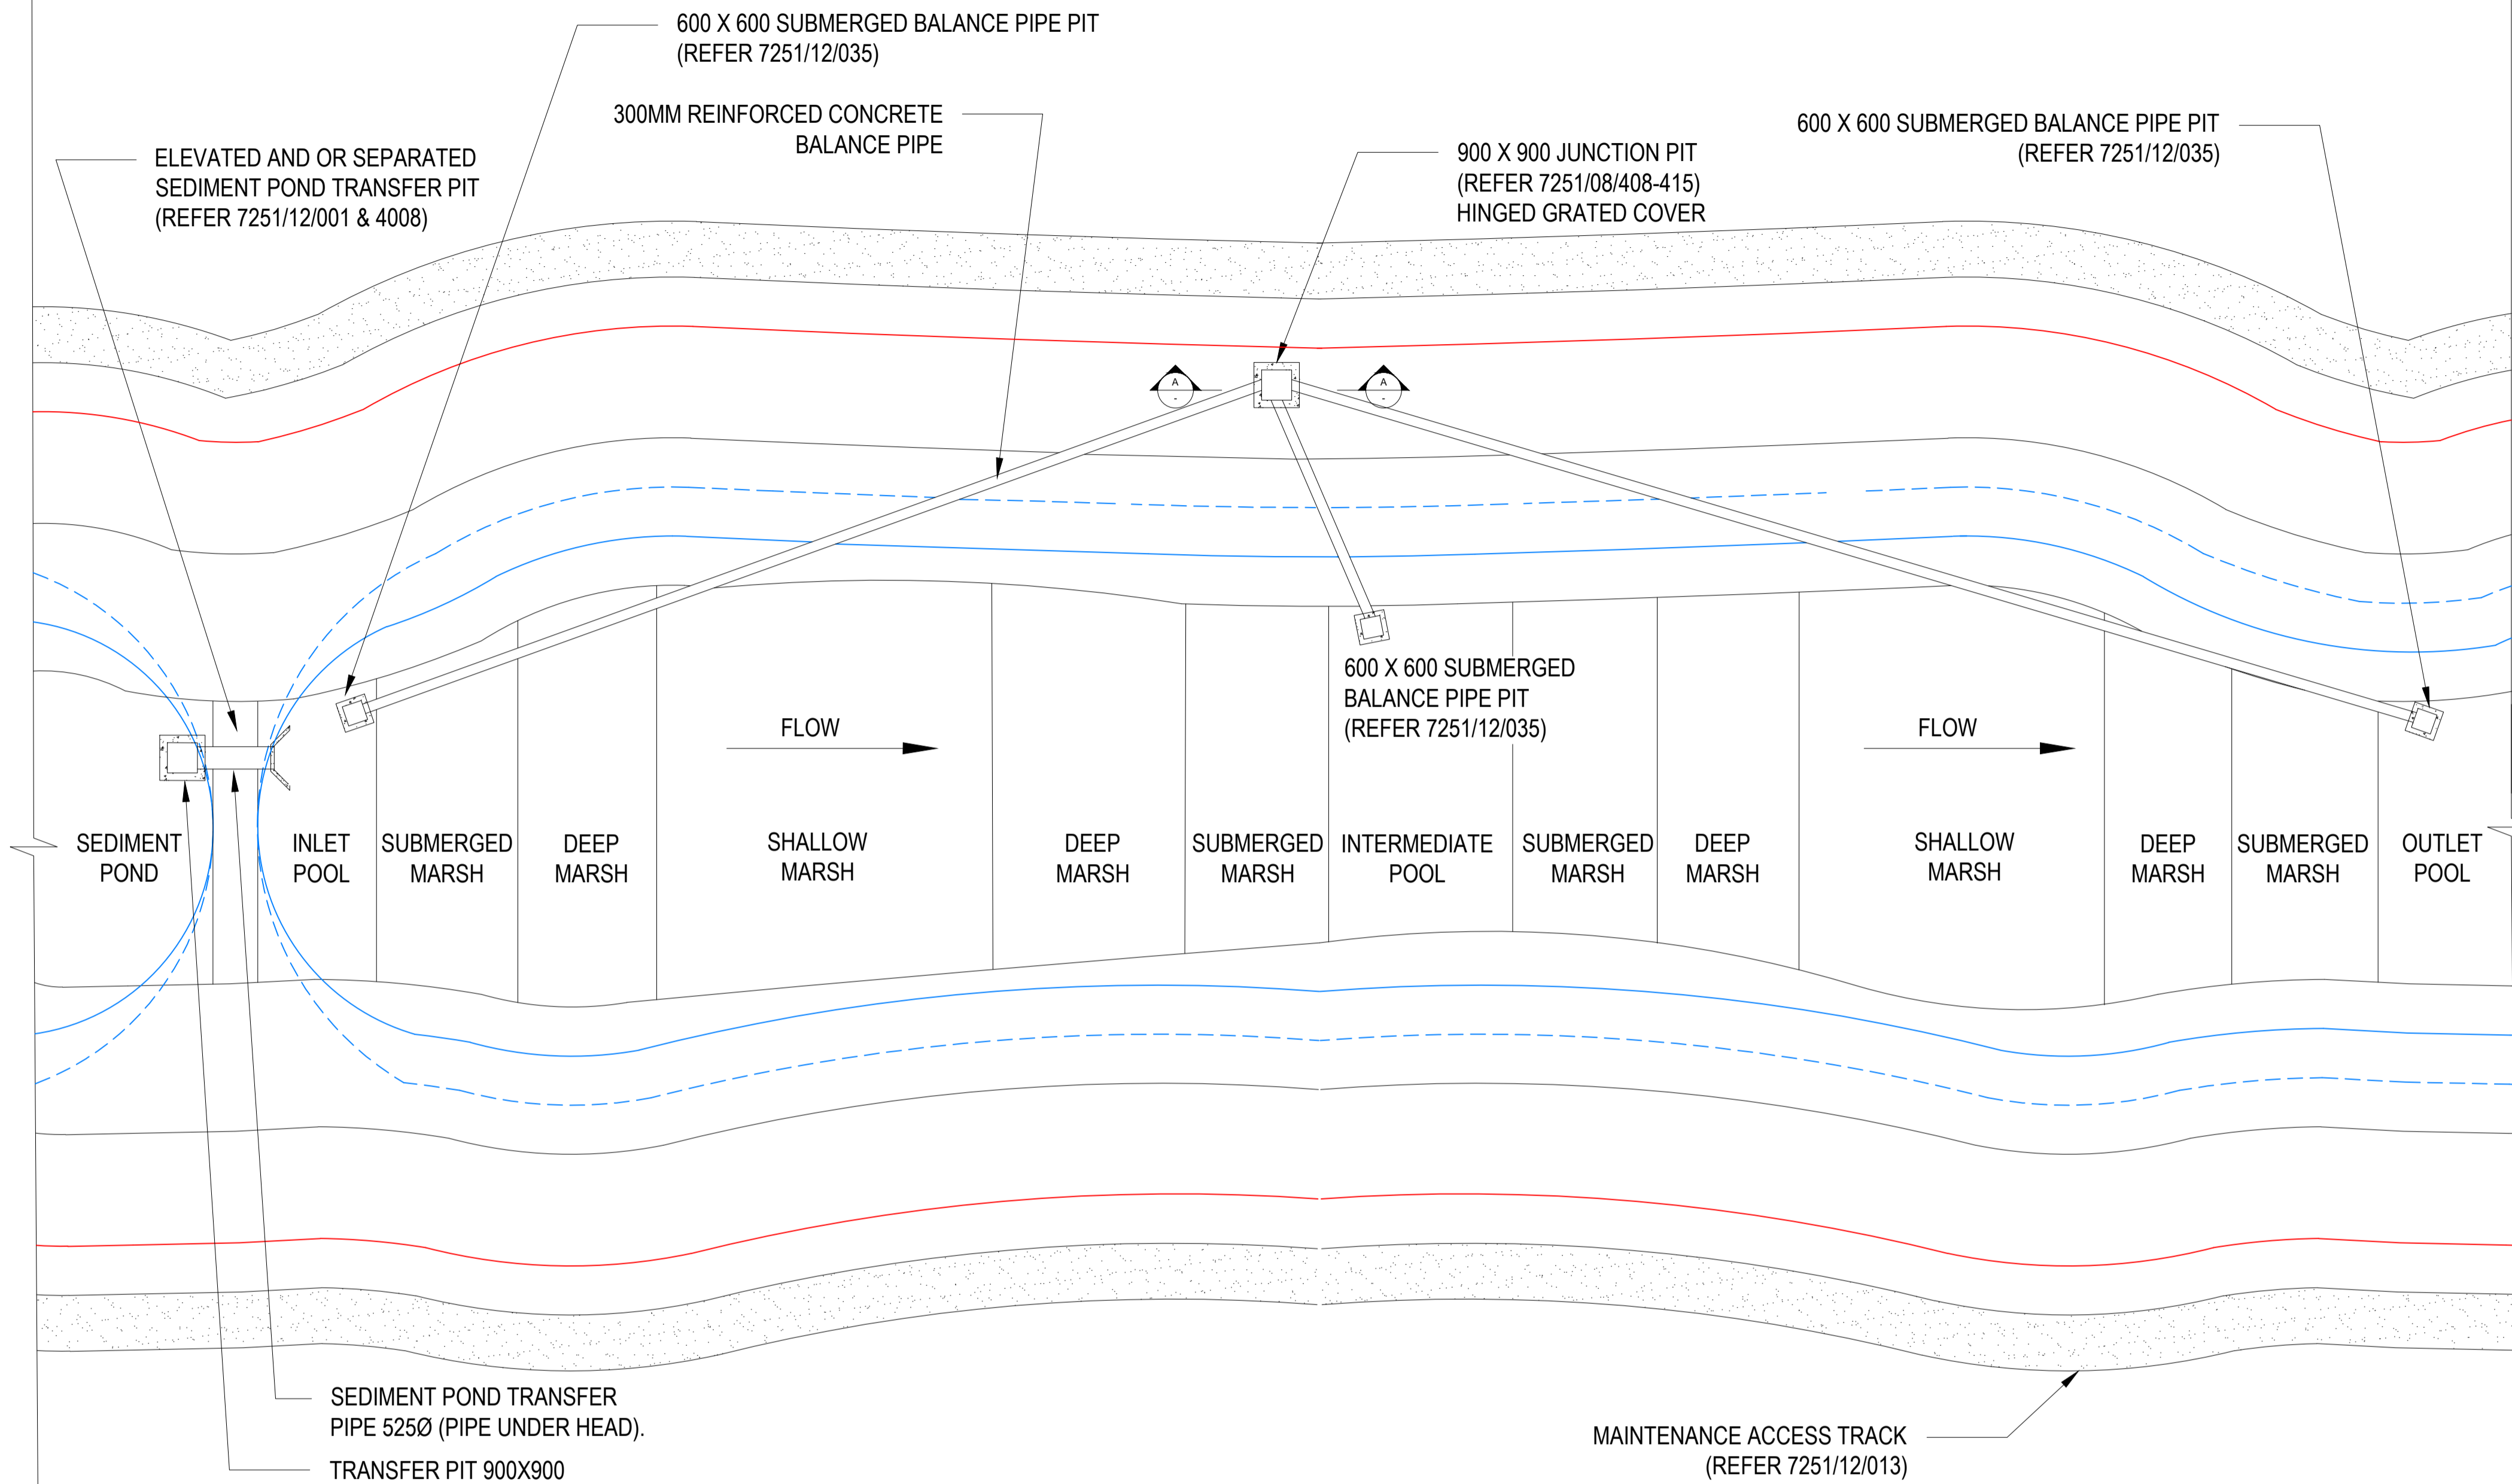 600 X 600 SUBMERGED BALANCE PIPE PIT
(REFER 7251/12/035)
300MM REINFORCED CONCRETE
BALANCE PIPE
600 X 600 SUBMERGED BALANCE PIPE PIT
(REFER 7251/12/035)
ELEVATED AND OR SEPARATED
SEDIMENT POND TRANSFER PIT
(REFER 7251/12/001 & 4008)
900 X 900 JUNCTION PIT
(REFER 7251/08/408-415)
HINGED GRATED COVER
A
-
A
-
600 X 600 SUBMERGED
BALANCE PIPE PIT
(REFER 7251/12/035)
FLOW
FLOW
SEDIMENT
POND
INLET
POOL
SUBMERGED
MARSH
DEEP
MARSH
SHALLOW
MARSH
DEEP
MARSH
SUBMERGED
MARSH
INTERMEDIATE
POOL
SUBMERGED
MARSH
DEEP
MARSH
SHALLOW
MARSH
DEEP
MARSH
SUBMERGED
MARSH
OUTLET
POOL
SEDIMENT POND TRANSFER
PIPE 525Ø (PIPE UNDER HEAD).
TRANSFER PIT 900X900
MAINTENANCE ACCESS TRACK
(REFER 7251/12/013)